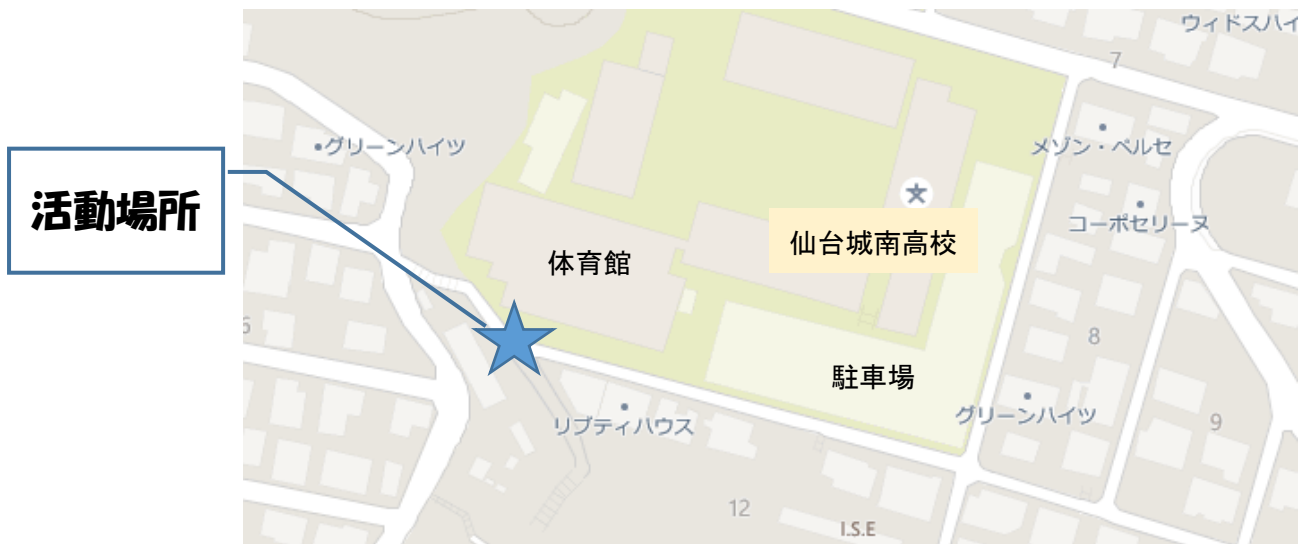 ウィドスハイ
7
グリーンハイツ
メゾン・ペルセ
活動場所
文
コーポセリーヌ
仙台城南高校
体育館
6
8
駐車場
グリーンハイツ
リブティハウス
9
12
I.S.E